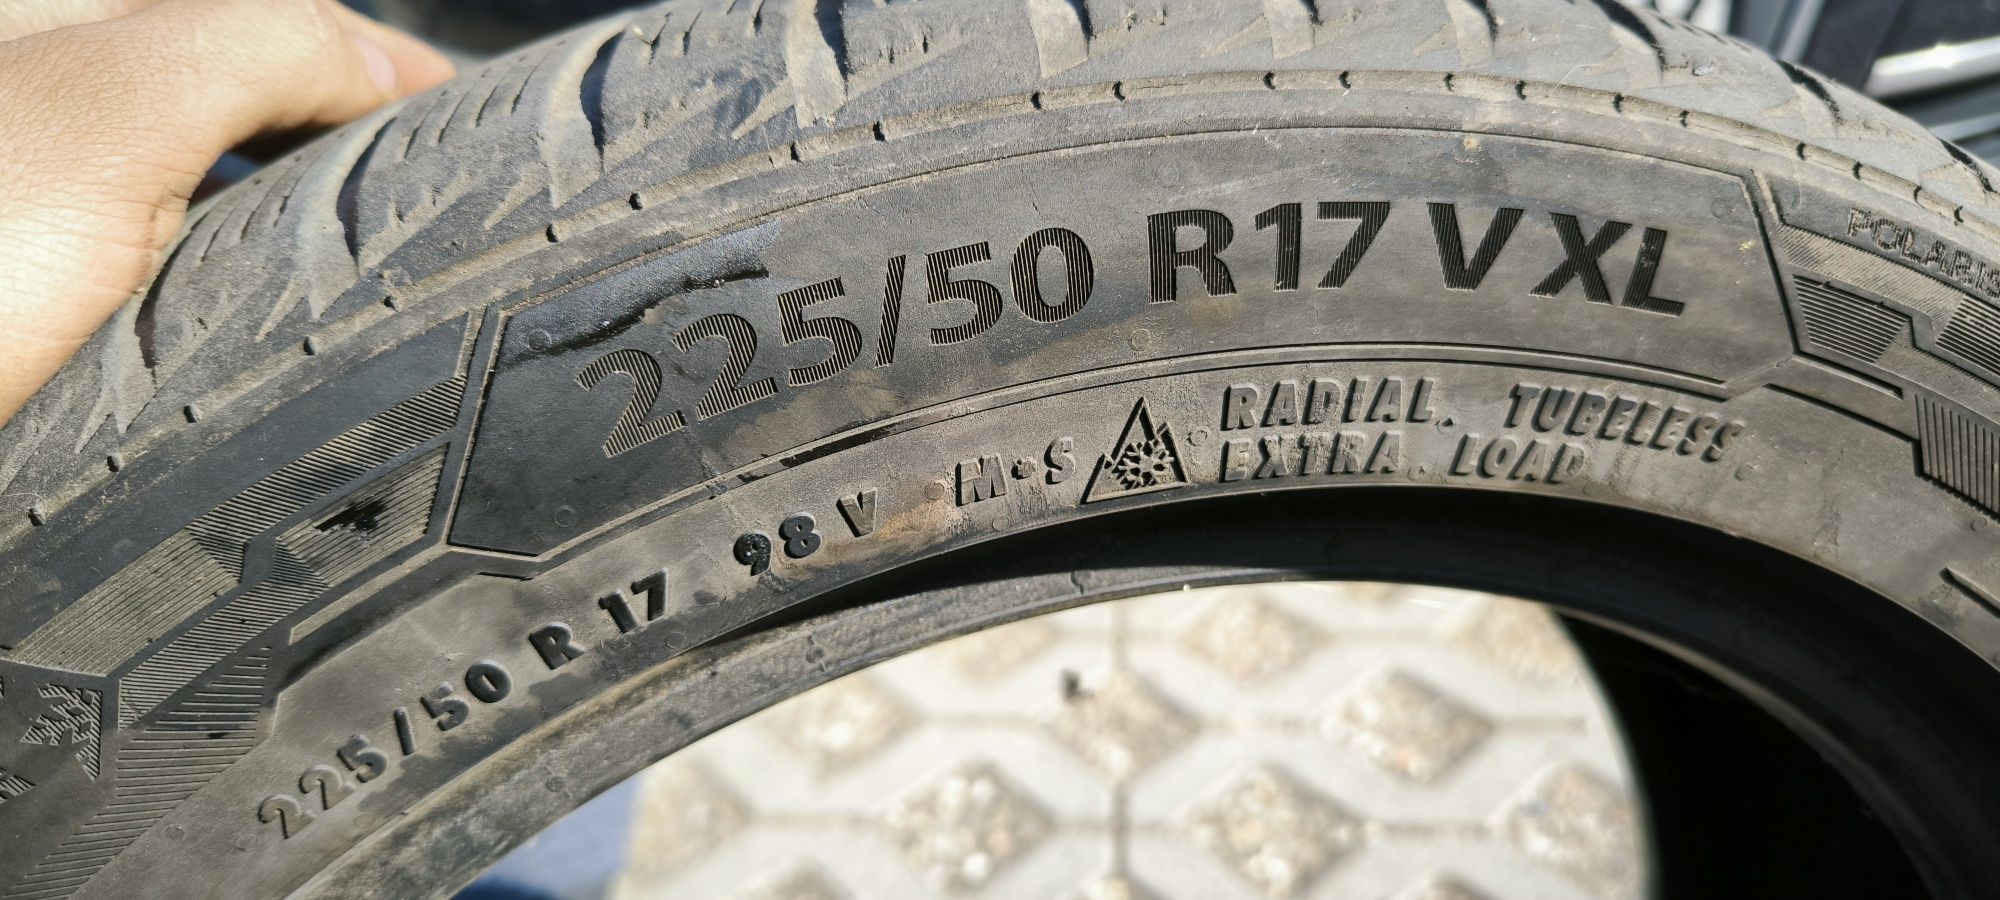 225/50 R17 V XL
POLARIS
RADIAL. TUBELESS.
EXTRA. LOAD
225/50 R 17 98 V M+S